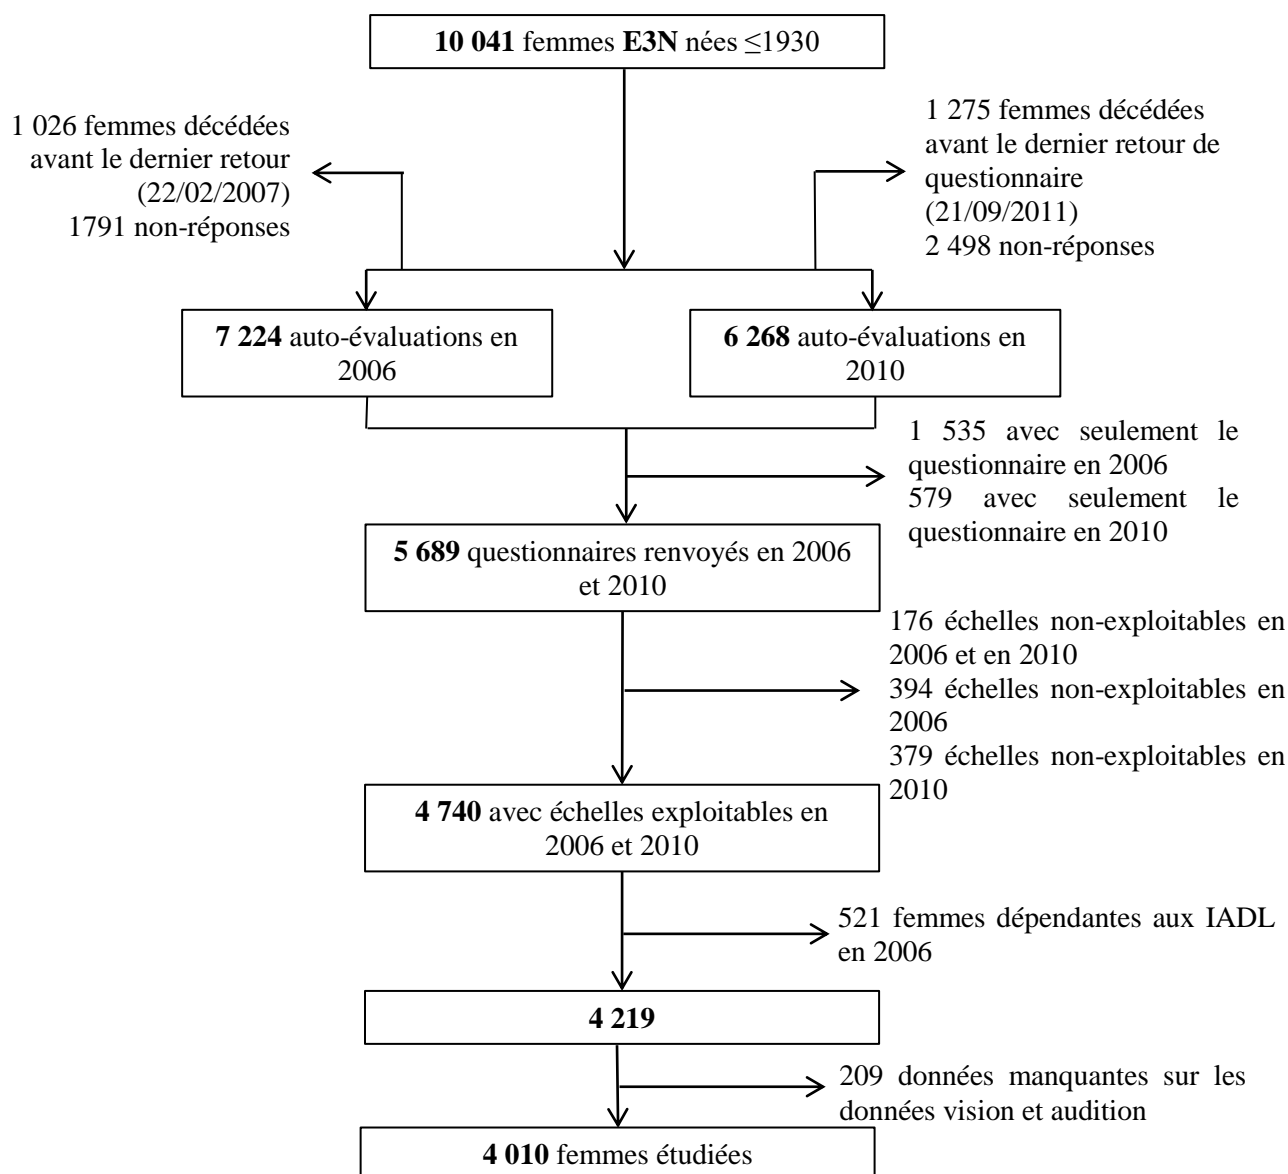 10 041 femmes E3N nées ≤1930
1 026 femmes décédées
avant le dernier retour
(22/02/2007)
1791 non-réponses
1 275 femmes décédées
avant le dernier retour de
questionnaire
(21/09/2011)
2 498 non-réponses
7 224 auto-évaluations en
2006
6 268 auto-évaluations en
2010
1 535 avec seulement le
questionnaire en 2006
579 avec seulement le
questionnaire en 2010
5 689 questionnaires renvoyés en 2006
et 2010
176 échelles non-exploitables en
2006 et en 2010
394 échelles non-exploitables en
2006
379 échelles non-exploitables en
2010
4 740 avec échelles exploitables en
2006 et 2010
521 femmes dépendantes aux IADL
en 2006
4 219
209 données manquantes sur les
données vision et audition
4 010 femmes étudiées